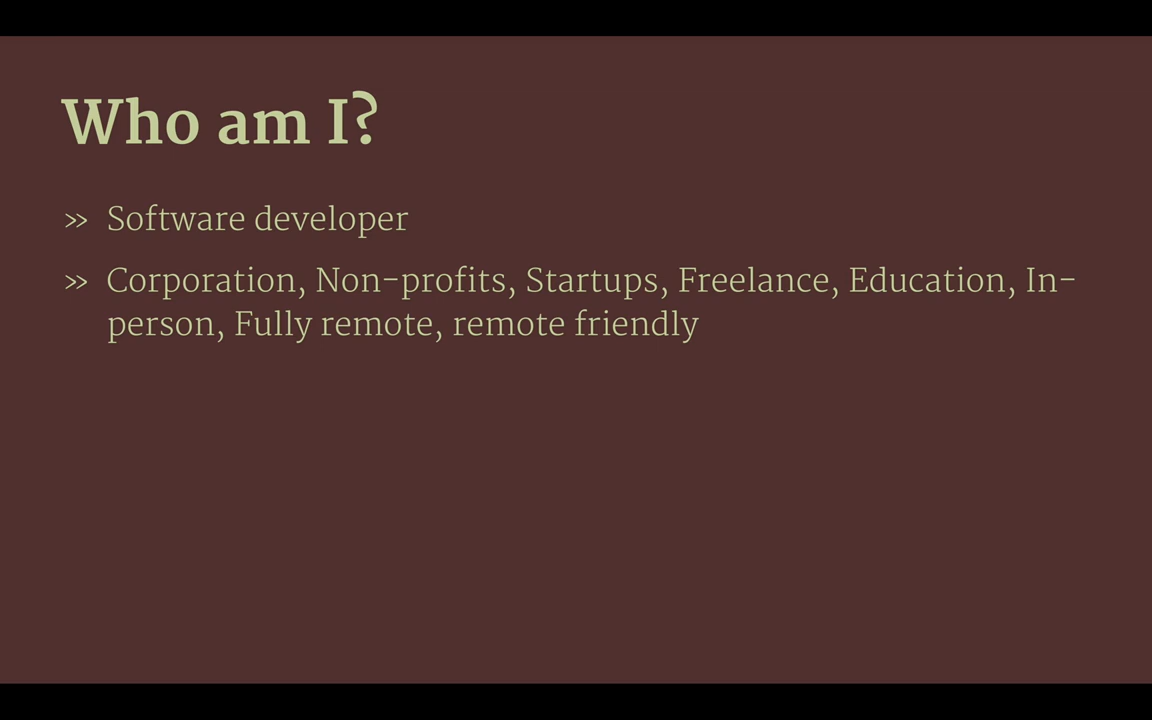 Who am I?
» Software developer
» Corporation, Non-profits, Startups, Freelance, Education, In-
person, Fully remote, remote friendly